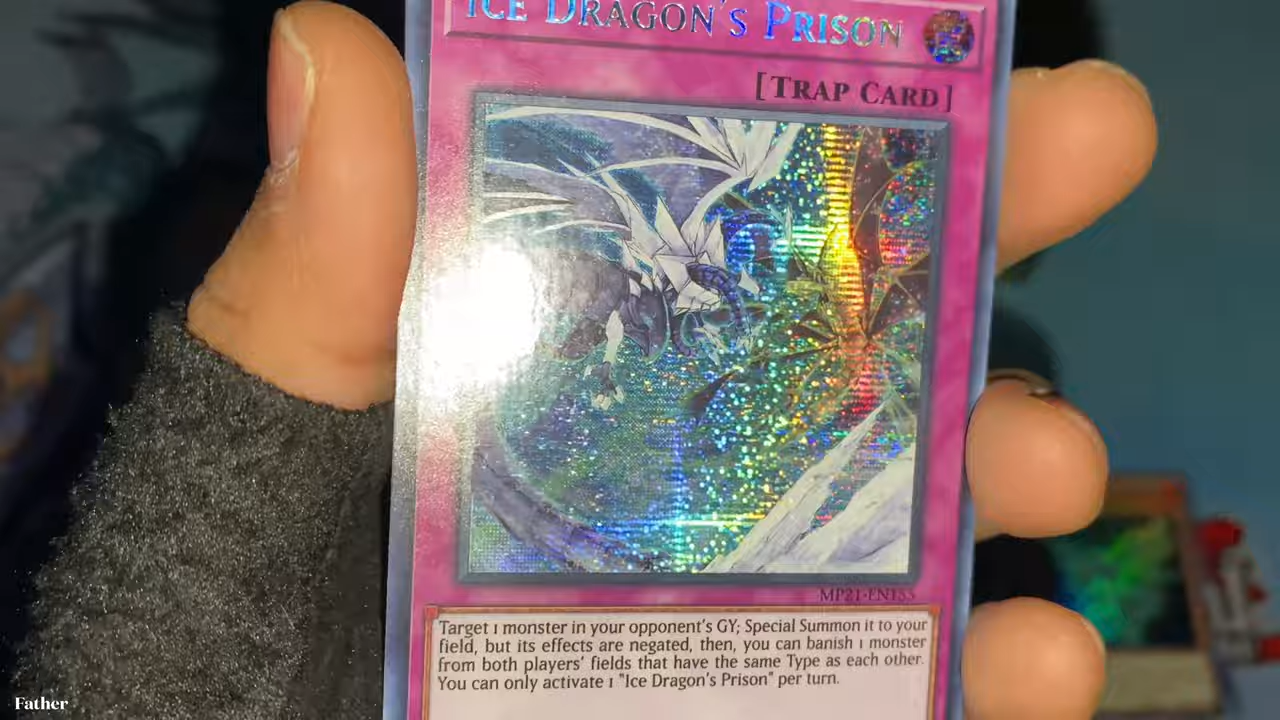 ICE DRAGON'S PRISON
[TRAP CARD]
MP21-EN155
Target 1 monster in your opponent's GY; Special Summon it to your
field, but its effects are negated, then, you can banish 1 monster
from both players' fields that have the same Type as each other.
You can only activate 1 "Ice Dragon's Prison" per turn.
Father